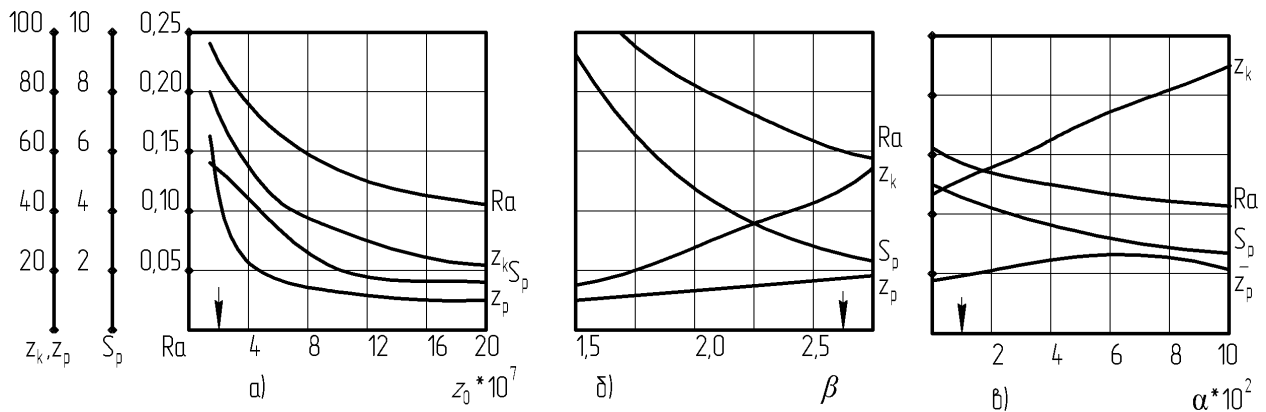 100 10 0,25
80 8 0,20
60 6 0,15
40 4 0,10
20 2 0,05
Ra
z_k
S_p
z_p
Ra
z_k
S_p
z_p
z_k
Ra
S_p
z̄_p
z_k, z_p S_p Ra 4 8 12 16 20
1,5 2,0 2,5
2 4 6 8 10
а) z_0 * 10^7
б) β
в) α * 10^2